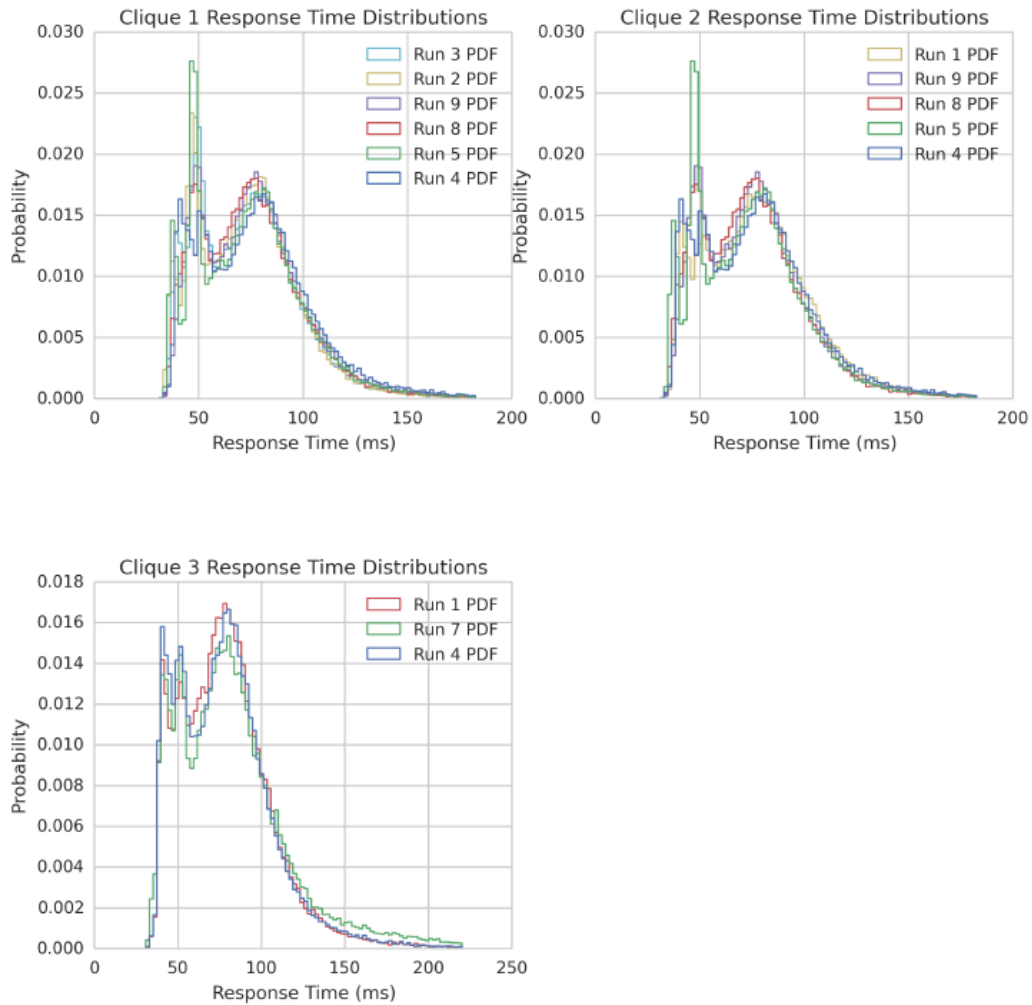 Clique 1 Response Time Distributions
0.030
0.025
0.020
0.015
0.010
0.005
0.000
Probability
Run 3 PDF
Run 2 PDF
Run 9 PDF
Run 8 PDF
Run 5 PDF
Run 4 PDF
0 50 100 150 200
Response Time (ms)
Clique 2 Response Time Distributions
0.030
0.025
0.020
0.015
0.010
0.005
0.000
Probability
Run 1 PDF
Run 9 PDF
Run 8 PDF
Run 5 PDF
Run 4 PDF
0 50 100 150 200
Response Time (ms)
Clique 3 Response Time Distributions
0.018
0.016
0.014
0.012
0.010
0.008
0.006
0.004
0.002
0.000
Probability
Run 1 PDF
Run 7 PDF
Run 4 PDF
0 50 100 150 200 250
Response Time (ms)